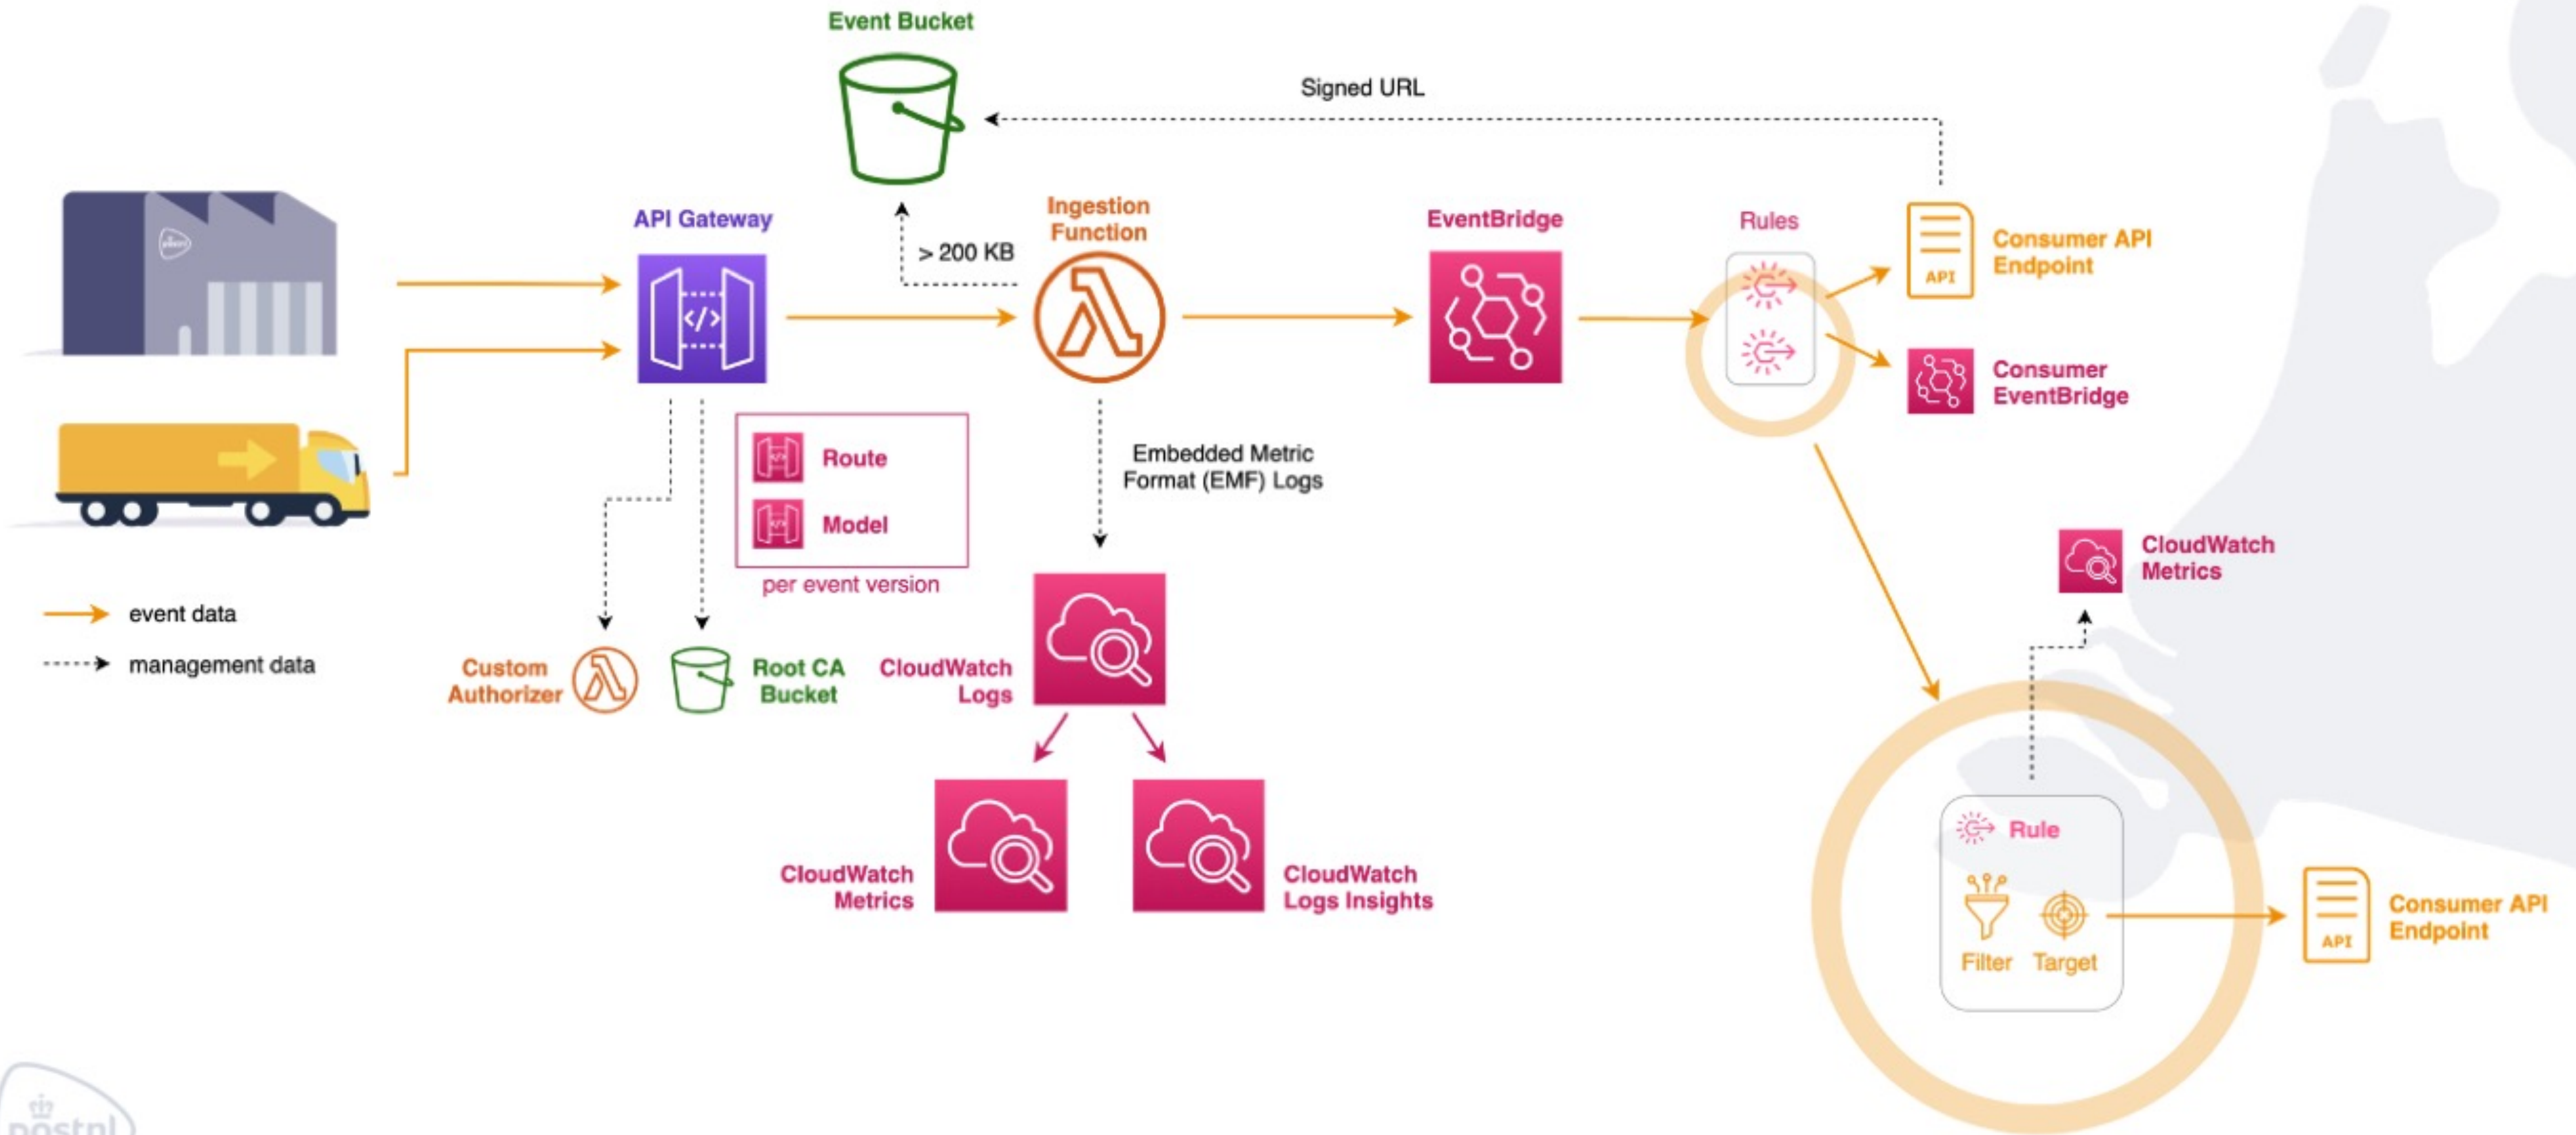 Event Bucket
Signed URL
API Gateway
> 200 KB
Ingestion
Function
EventBridge
Rules
API
Consumer API
Endpoint
Consumer
EventBridge
postnl
Route
Model
per event version
Embedded Metric
Format (EMF) Logs
event data
management data
Custom
Authorizer
Root CA
Bucket
CloudWatch
Logs
CloudWatch
Metrics
CloudWatch
Logs Insights
CloudWatch
Metrics
Rule
Filter
Target
API
Consumer API
Endpoint
postnl